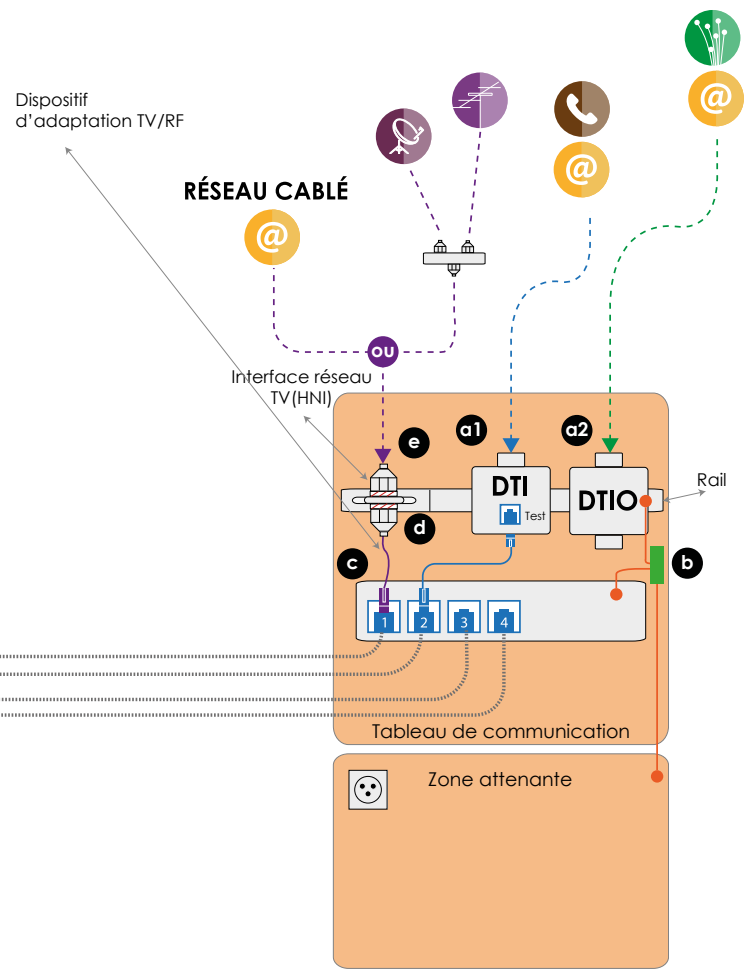 Dispositif
d'adaptation TV/RF
@
RÉSEAU CABLÉ
@
@
ou
Interface réseau
TV(HNI)
e
a1
a2
DTI
Test
DTIO
Rail
d
c
b
1
2
3
4
Tableau de communication
Zone attenante